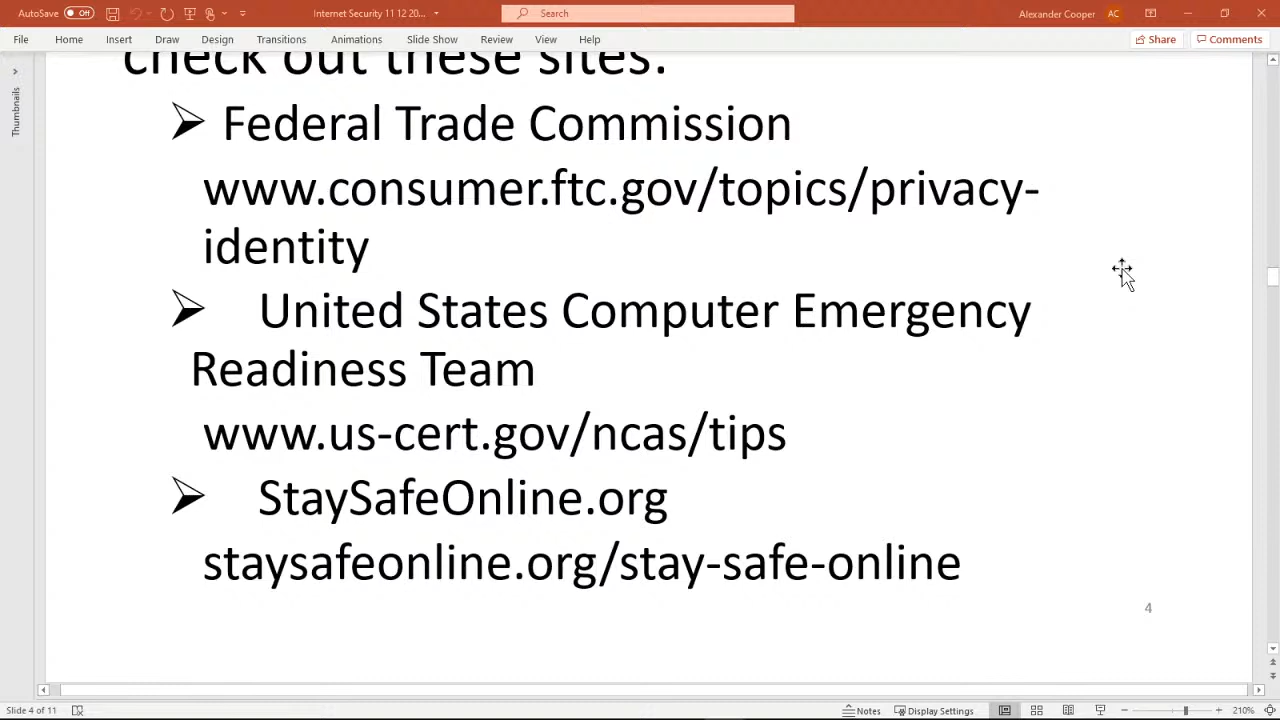 AutoSave Off Internet Security 11 12 20... Search Alexander Cooper AC
File Home Insert Draw Design Transitions Animations Slide Show Review View Help Share Comments
Thumbnails
check out these sites:
➢ Federal Trade Commission
www.consumer.ftc.gov/topics/privacy-
identity
➢ United States Computer Emergency
Readiness Team
www.us-cert.gov/ncas/tips
➢ StaySafeOnline.org
staysafeonline.org/stay-safe-online
4
Slide 4 of 11 Notes Display Settings 210%